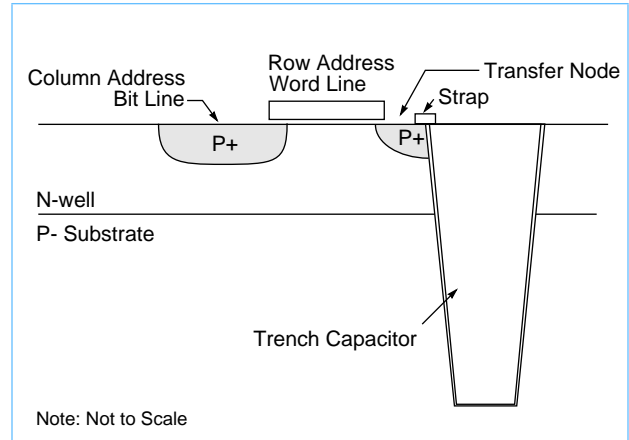 Column Address
Bit Line
Row Address
Word Line
Transfer Node
Strap
P+
P+
N-well
P- Substrate
Trench Capacitor
Note: Not to Scale